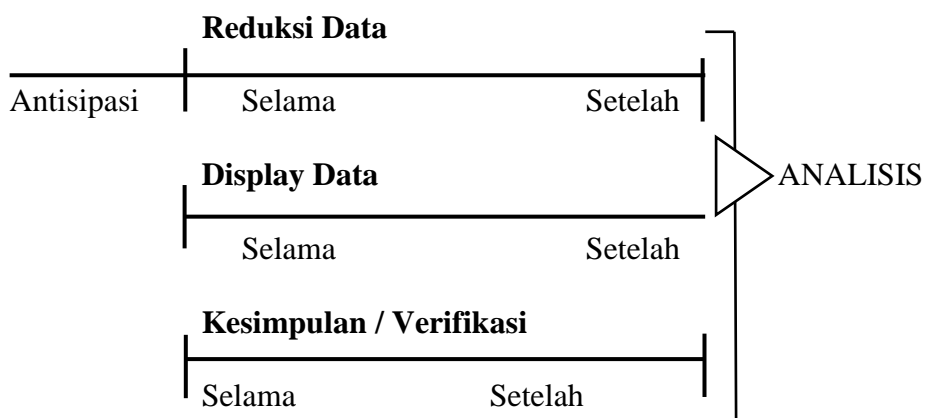 Reduksi Data
Antisipasi Selama Setelah
Display Data
ANALISIS
Selama Setelah
Kesimpulan / Verifikasi
Selama Setelah